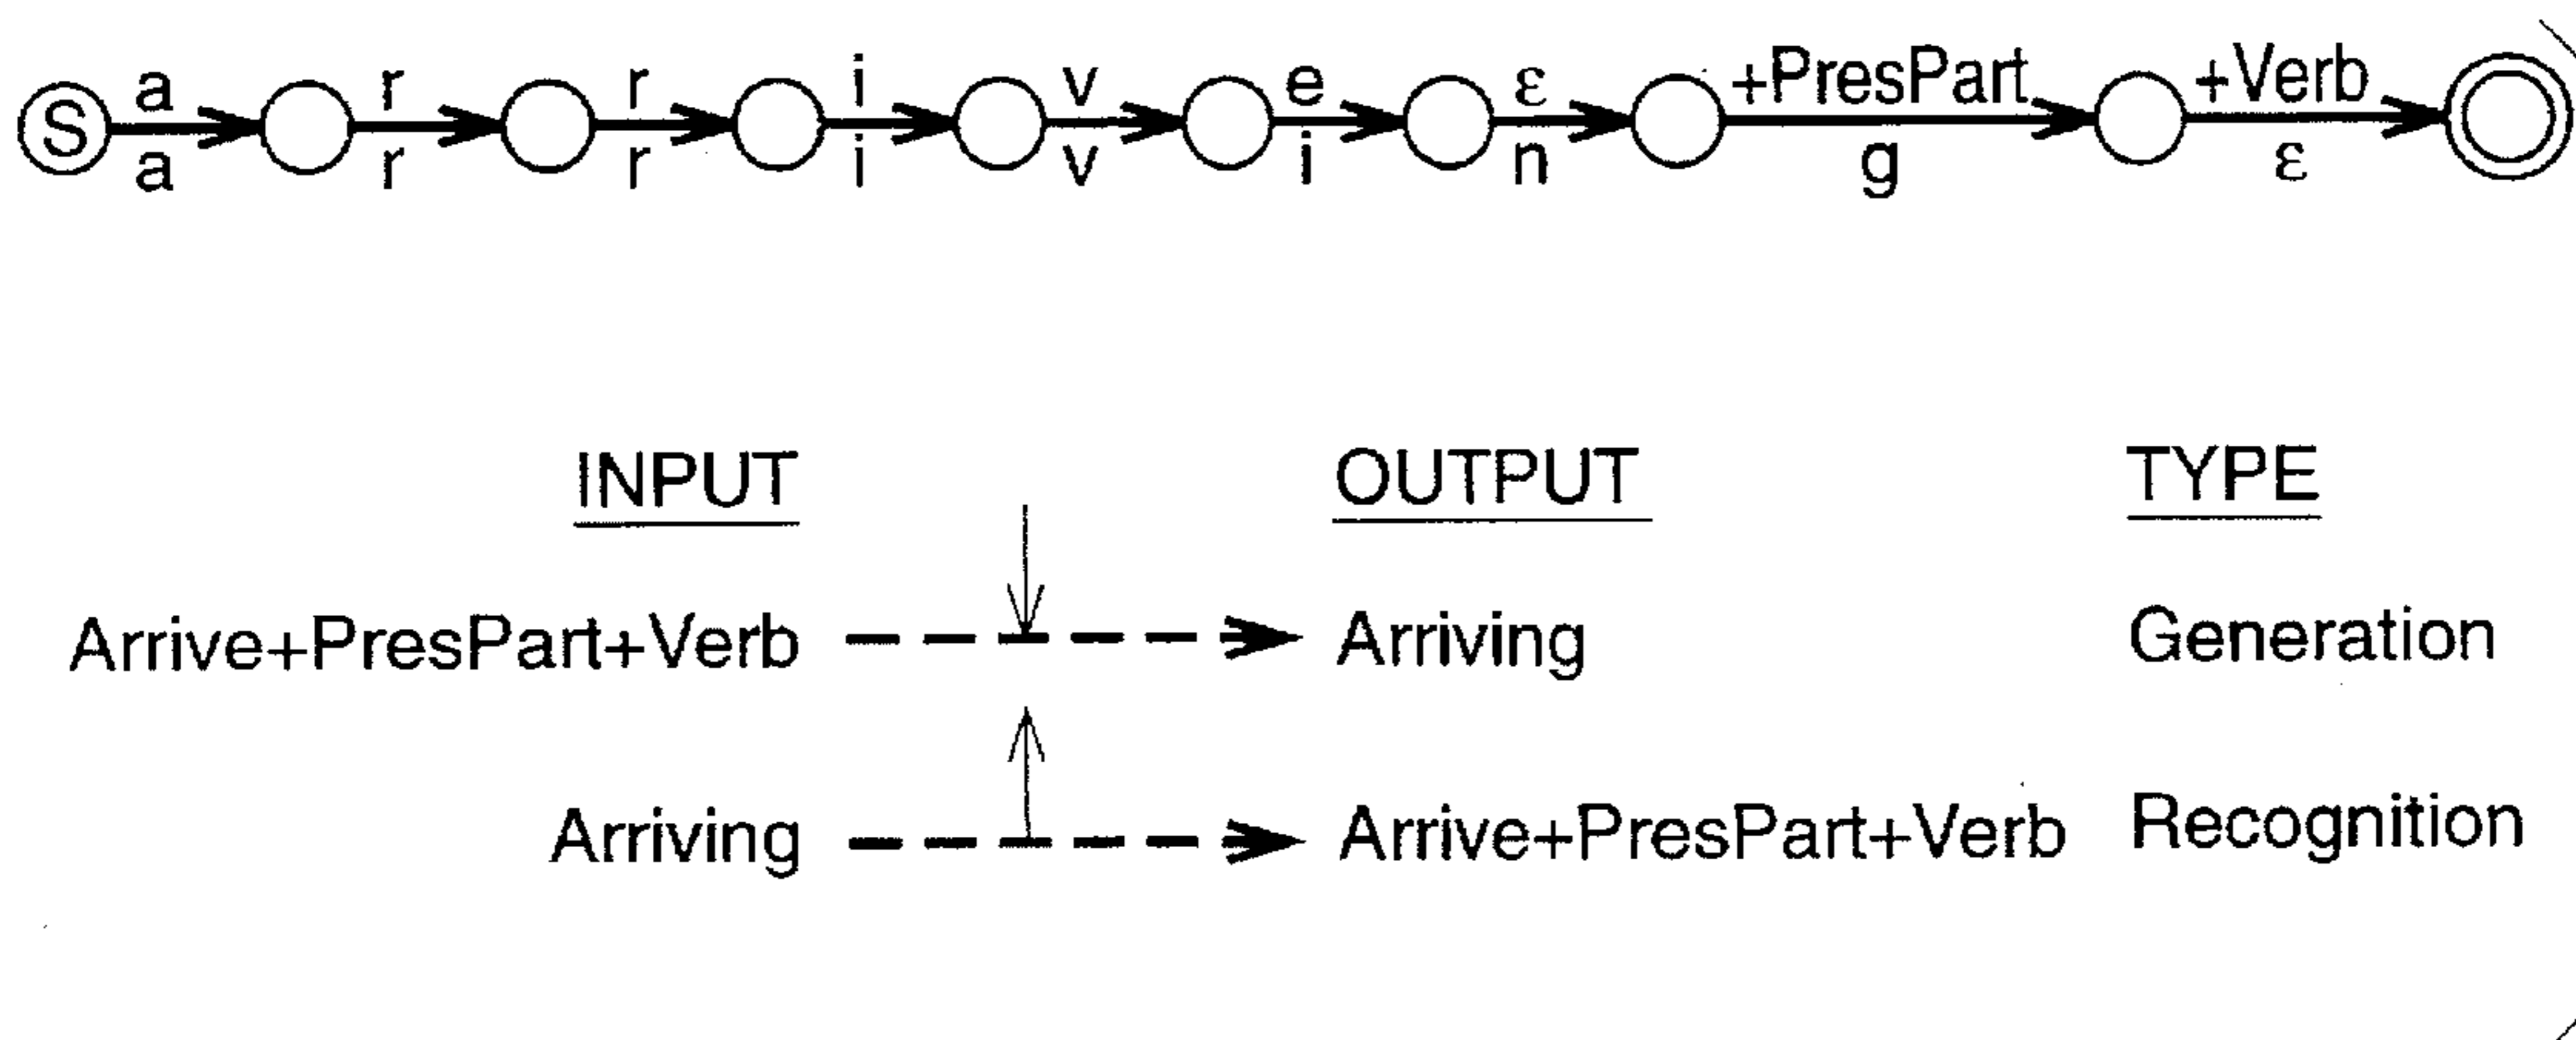 a r r i v e ε +PresPart +Verb
S
a r r i v i n g ε
INPUT OUTPUT TYPE
Arrive+PresPart+Verb Arriving Generation
Arriving Arrive+PresPart+Verb Recognition